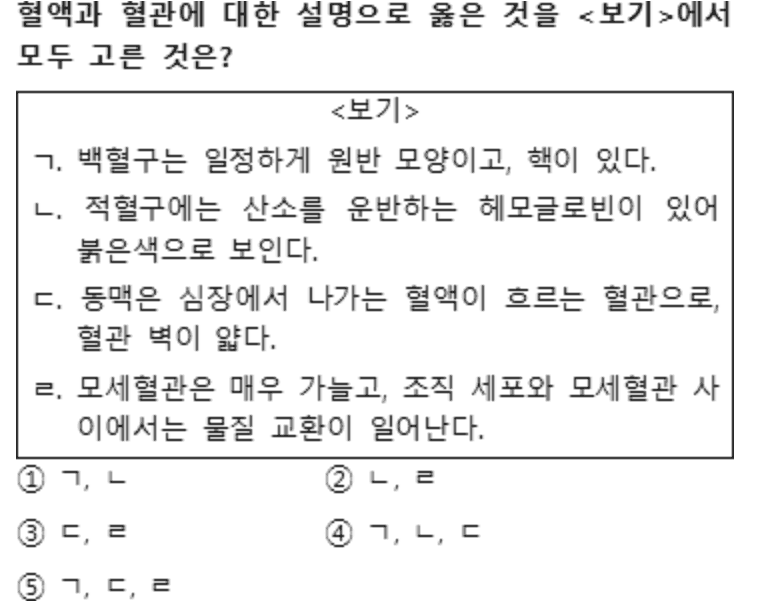 혈액과 혈관에 대한 설명으로 옳은 것을 <보기>에서
모두 고른 것은?
<보기>
ㄱ. 백혈구는 일정하게 원반 모양이고, 핵이 있다.
ㄴ. 적혈구에는 산소를 운반하는 헤모글로빈이 있어
붉은색으로 보인다.
ㄷ. 동맥은 심장에서 나가는 혈액이 흐르는 혈관으로,
혈관 벽이 얇다.
ㄹ. 모세혈관은 매우 가늘고, 조직 세포와 모세혈관 사
이에서는 물질 교환이 일어난다.
① ㄱ, ㄴ ② ㄴ, ㄹ
③ ㄷ, ㄹ ④ ㄱ, ㄴ, ㄷ
⑤ ㄱ, ㄷ, ㄹ